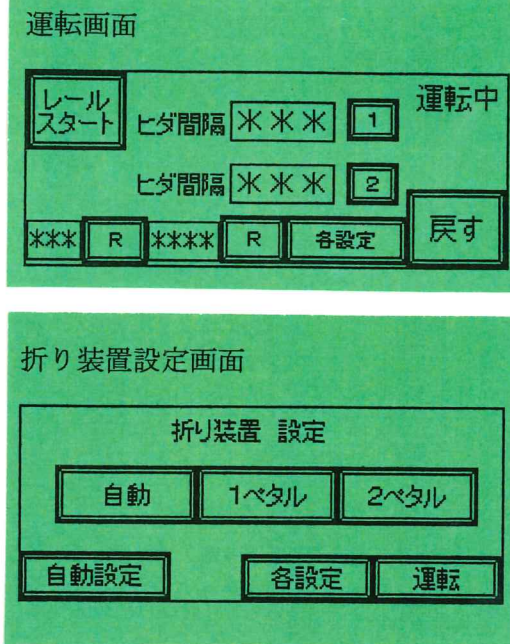 運転画面
レール
スタート
運転中
ヒダ間隔 ＊＊＊ 1
ヒダ間隔 ＊＊＊ 2
＊＊＊ R ＊＊＊＊ R 各設定 戻す
折り装置設定画面
折り装置 設定
自動 1ペタル 2ペタル
自動設定 各設定 運転